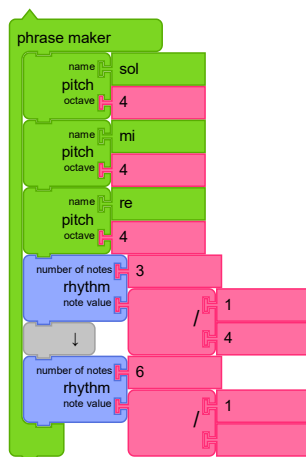 phrase maker
name sol
pitch
octave 4
name mi
pitch
octave 4
name re
pitch
octave 4
number of notes 3
rhythm
note value / 1
4
↓
number of notes 6
rhythm
note value / 1